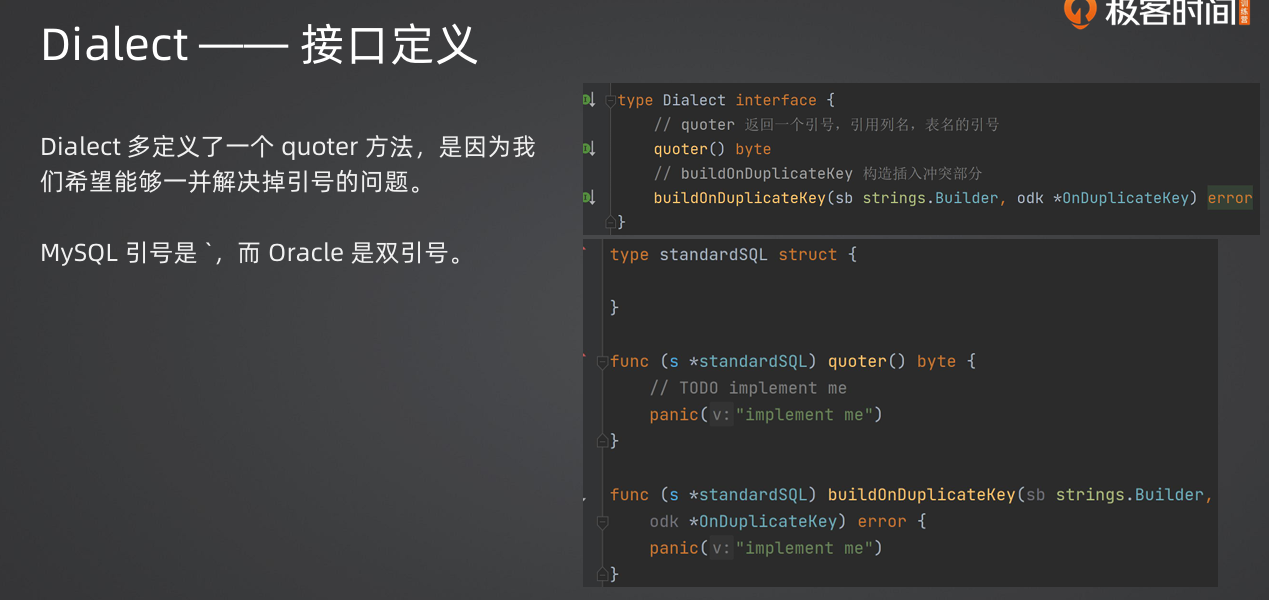 极客时间
训练营
Dialect —— 接口定义
Dialect 多定义了一个 quoter 方法，是因为我
们希望能够一并解决掉引号的问题。
MySQL 引号是 `，而 Oracle 是双引号。
type Dialect interface {
// quoter 返回一个引号，引用列名，表名的引号
quoter() byte
// buildOnDuplicateKey 构造插入冲突部分
buildOnDuplicateKey(sb strings.Builder, odk *OnDuplicateKey) error
}
type standardSQL struct {
}
func (s *standardSQL) quoter() byte {
// TODO implement me
panic( v: "implement me")
}
func (s *standardSQL) buildOnDuplicateKey(sb strings.Builder,
odk *OnDuplicateKey) error {
panic( v: "implement me")
}